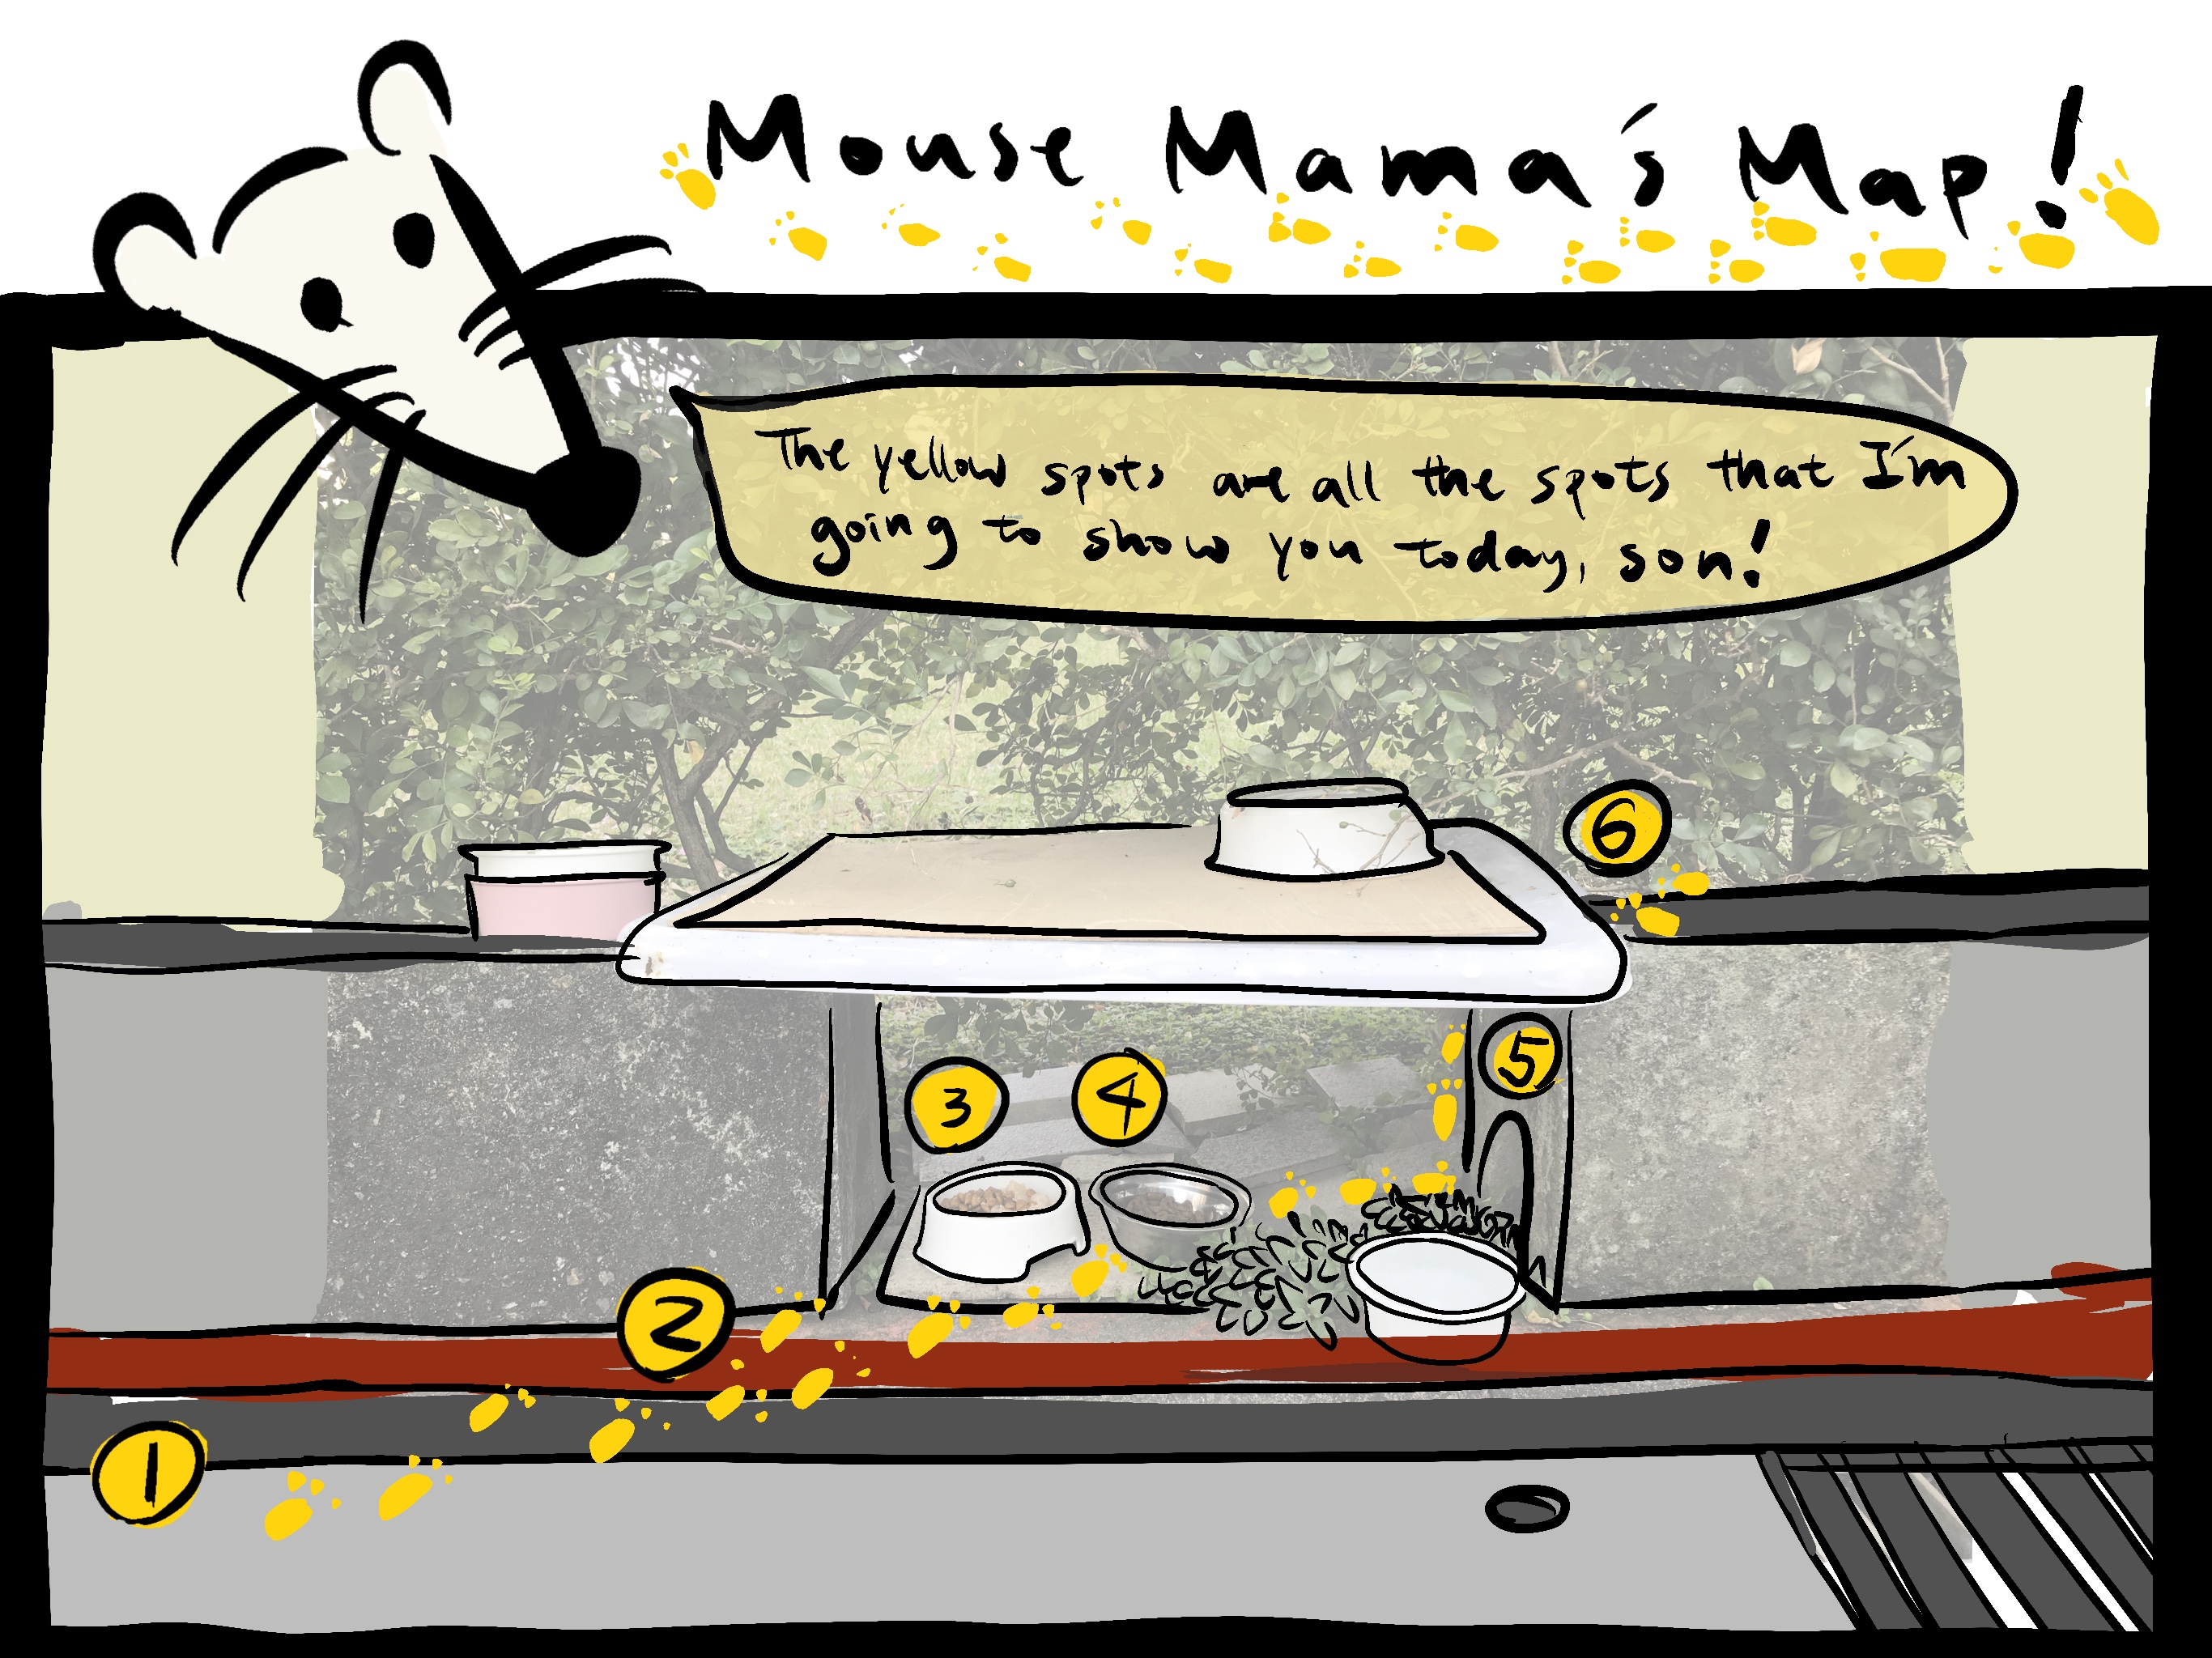 Mouse Mama's Map!
The yellow spots are all the spots that I'm
going to show you today, son!
6
5
3
4
2
1